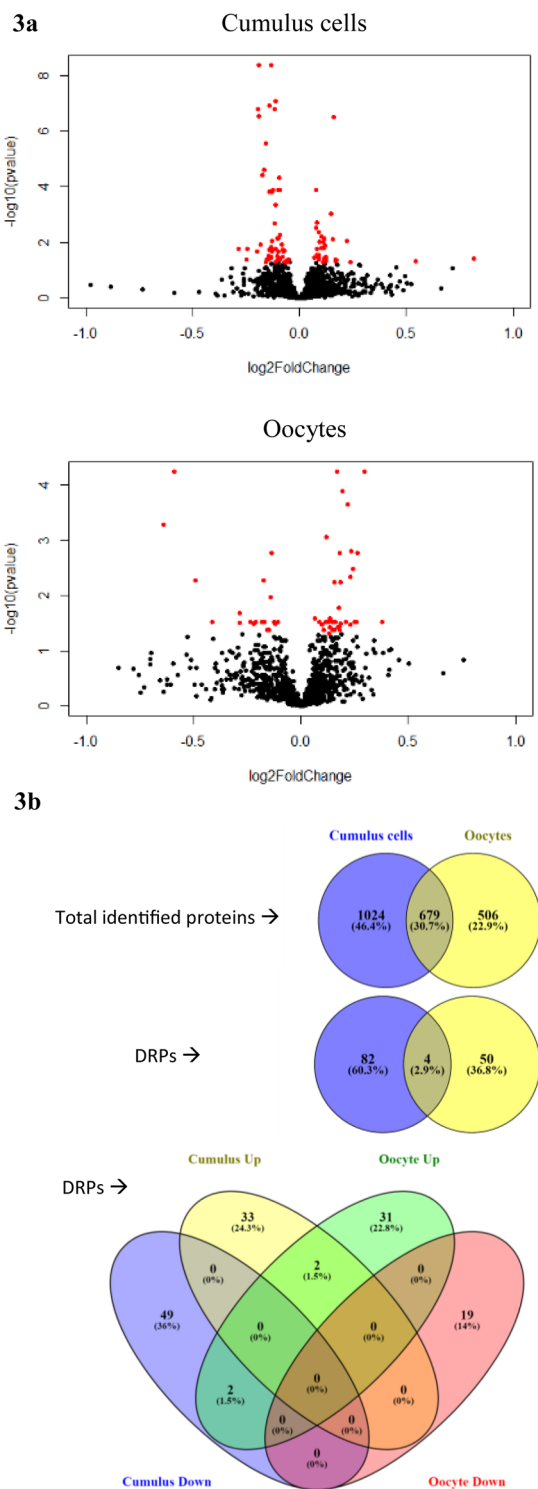 3a
Cumulus cells
8
6
4
2
0
-log10(pvalue)
-1.0 -0.5 0.0 0.5 1.0
log2FoldChange
Oocytes
4
3
2
1
0
-log10(pvalue)
-1.0 -0.5 0.0 0.5 1.0
log2FoldChange
3b
Cumulus cells Oocytes
Total identified proteins →
1024 679 506
(46.4%) (30.7%) (22.9%)
DRPs →
82 4 50
(60.3%) (2.9%) (36.8%)
Cumulus Up Oocyte Up
DRPs →
33 31
(24.3%) (22.8%)
0 2 0
(0%) (1.5%) (0%)
49 0 0 19
(36%) (0%) (0%) (14%)
2 0 0
(1.5%) (0%) (0%)
0 0
(0%) (0%)
0
(0%)
Cumulus Down Oocyte Down